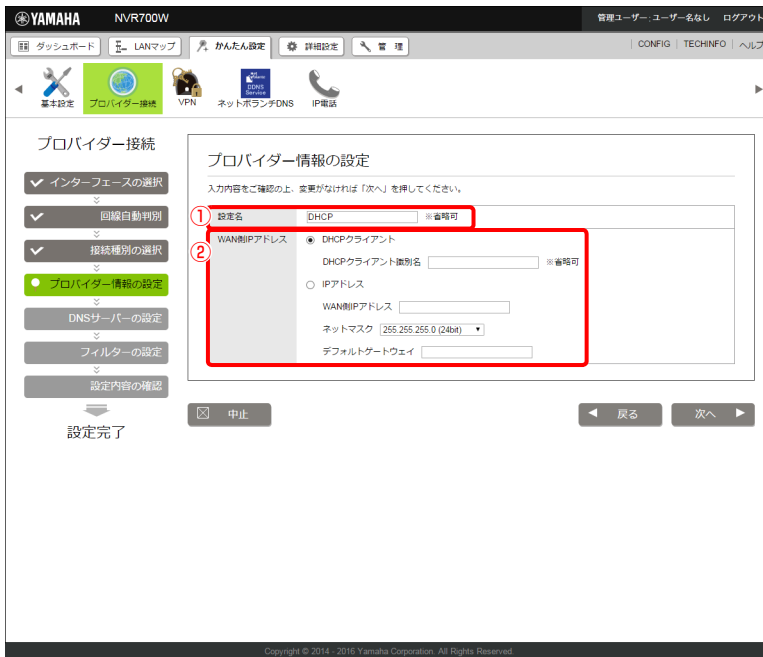 YAMAHA NVR700W 管理ユーザー:ユーザー名なし ログアウト
ダッシュボード LANマップ かんたん設定 詳細設定 管 理 CONFIG | TECHINFO | ヘルプ
基本設定 プロバイダー接続 VPN DDNS Service ネットボランチDNS IP電話
プロバイダー接続
インターフェースの選択
回線自動判別
接続種別の選択
プロバイダー情報の設定
DNSサーバーの設定
フィルターの設定
設定内容の確認
設定完了
プロバイダー情報の設定
入力内容をご確認の上、変更がなければ「次へ」を押してください。
① 設定名 DHCP ※省略可
② WAN側IPアドレス DHCPクライアント
DHCPクライアント識別名 ※省略可
IPアドレス
WAN側IPアドレス
ネットマスク 255.255.255.0 (24bit)
デフォルトゲートウェイ
中止 戻る 次へ
Copyright © 2014 - 2016 Yamaha Corporation. All Rights Reserved.